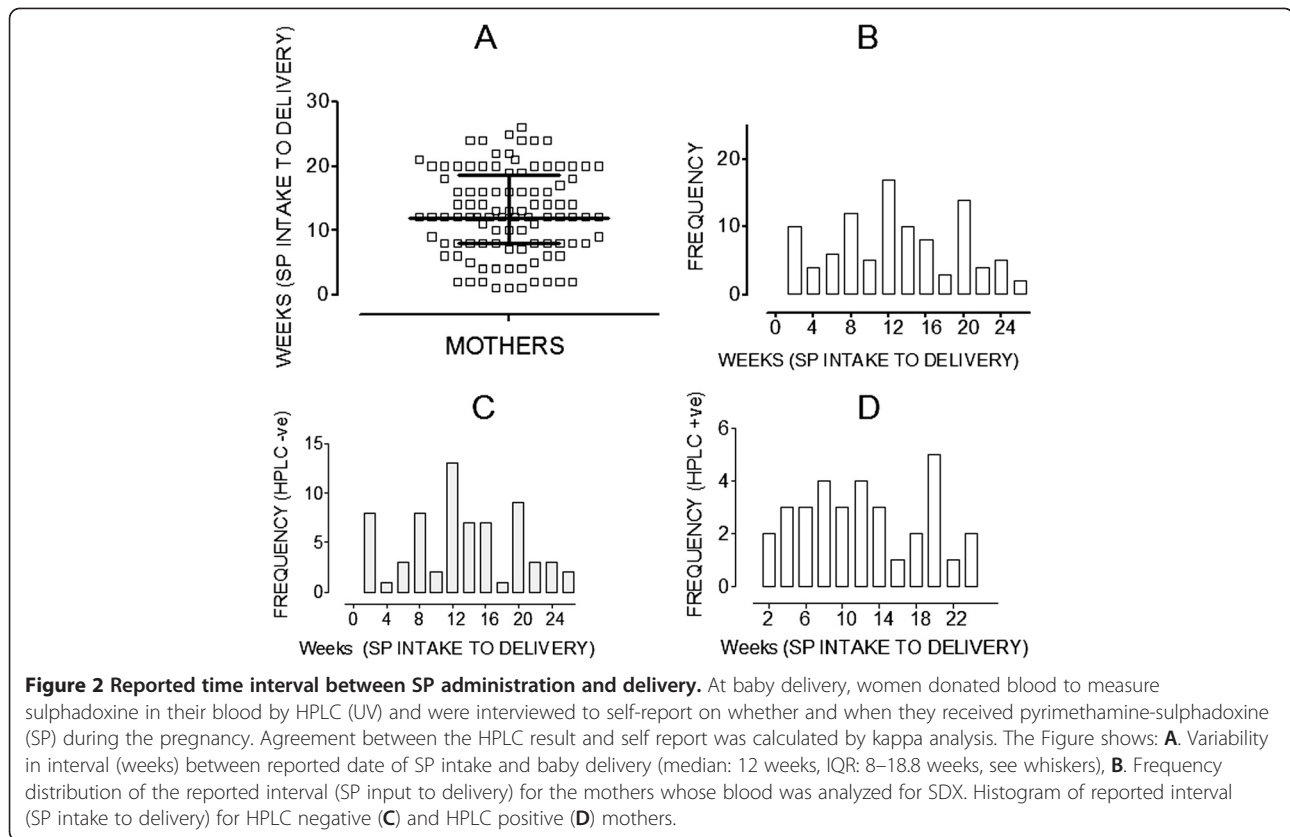 A
WEEKS (SP INTAKE TO DELIVERY)
30
20
10
0
MOTHERS
B
FREQUENCY
20
10
0
0 4 8 12 16 20 24
WEEKS (SP INTAKE TO DELIVERY)
C
FREQUENCY (HPLC -ve)
15
10
5
0
0 4 8 12 16 20 24
Weeks (SP INTAKE TO DELIVERY)
D
FREQUENCY (HPLC +ve)
6
4
2
0
2 6 10 14 18 22
Weeks (SP INTAKE TO DELIVERY)
Figure 2 Reported time interval between SP administration and delivery. At baby delivery, women donated blood to measure
sulphadoxine in their blood by HPLC (UV) and were interviewed to self-report on whether and when they received pyrimethamine-sulphadoxine
(SP) during the pregnancy. Agreement between the HPLC result and self report was calculated by kappa analysis. The Figure shows: A. Variability
in interval (weeks) between reported date of SP intake and baby delivery (median: 12 weeks, IQR: 8–18.8 weeks, see whiskers), B. Frequency
distribution of the reported interval (SP input to delivery) for the mothers whose blood was analyzed for SDX. Histogram of reported interval
(SP intake to delivery) for HPLC negative (C) and HPLC positive (D) mothers.